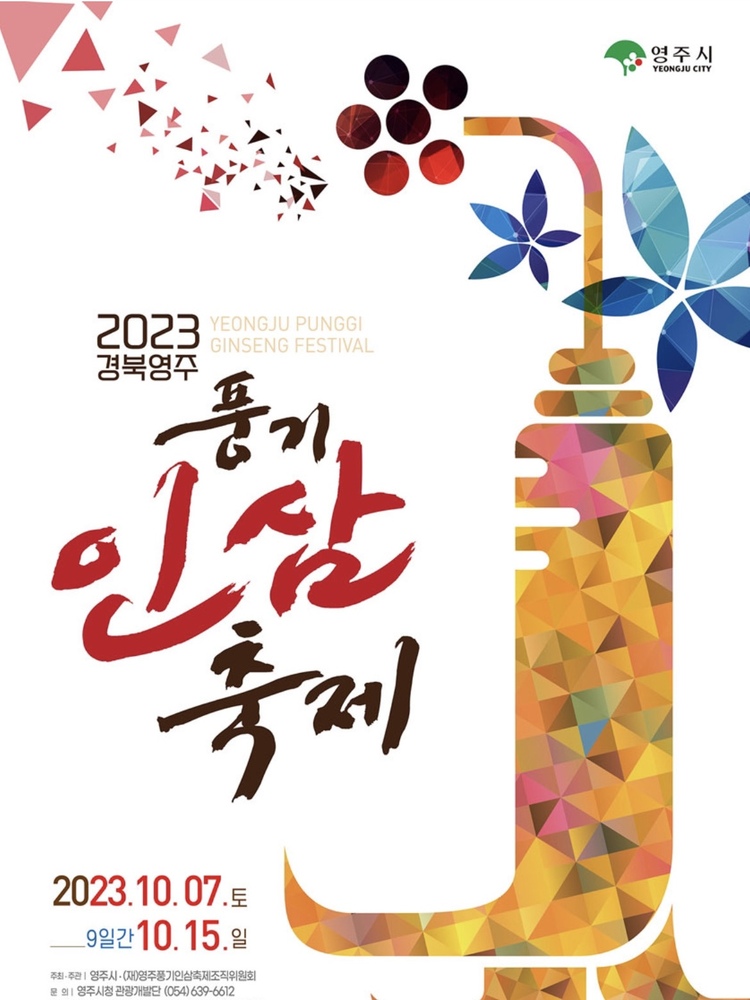 영주시
YEONGJU CITY
2023 YEONGJU PUNGGI
경북영주 GINSENG FESTIVAL
풍기
인삼
축제
2023.10.07.토
9일간 10.15.일
주최·주관 | 영주시·(재)영주풍기인삼축제조직위원회
문 의 | 영주시청 관광개발단 (054) 639-6612